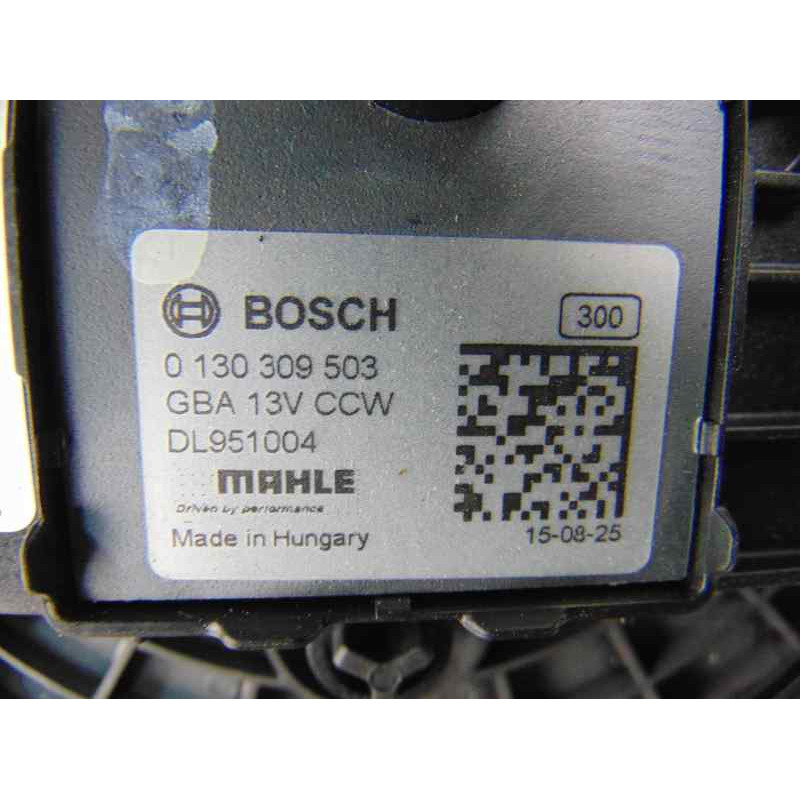 BOSCH
300
0 130 309 503
GBA 13V CCW
DL951004
MAHLE
Driven by performance
Made in Hungary
15-08-25